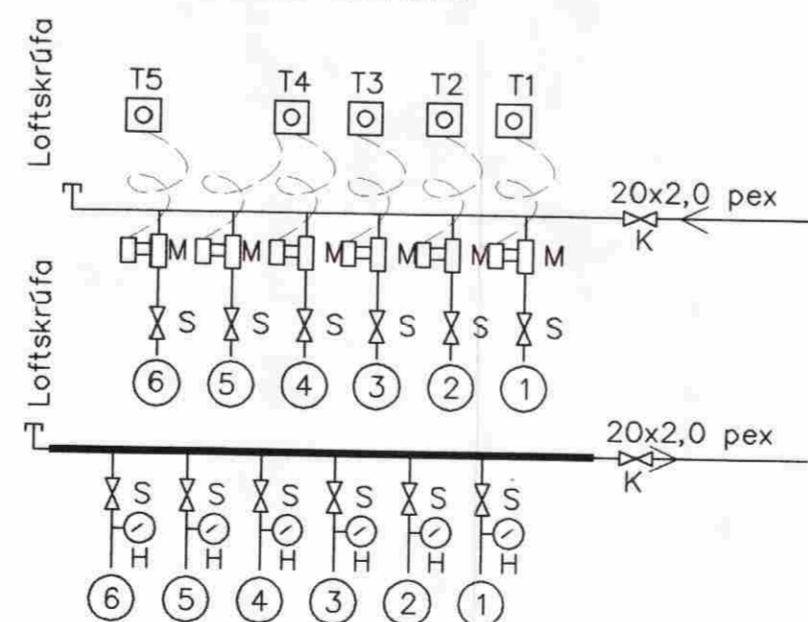 Loftskrúfa
T5 T4 T3 T2 T1
20x2,0 pex
K
M M M M M M
S S S S S S
6 5 4 3 2 1
Loftskrúfa
20x2,0 pex
K
S S S S S S
H H H H H H
6 5 4 3 2 1